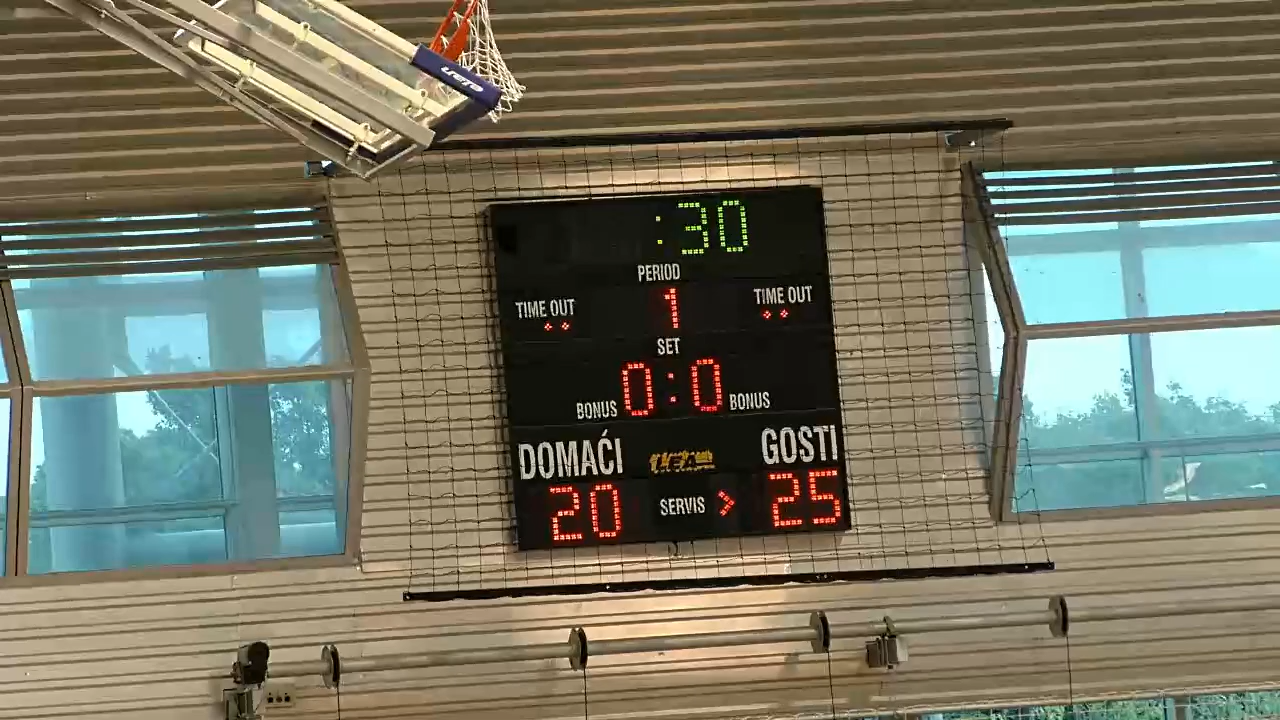 :30
PERIOD
TIME OUT 1 TIME OUT
SET
BONUS 0:0 BONUS
DOMAĆI GOSTI
20 SERVIS > 25